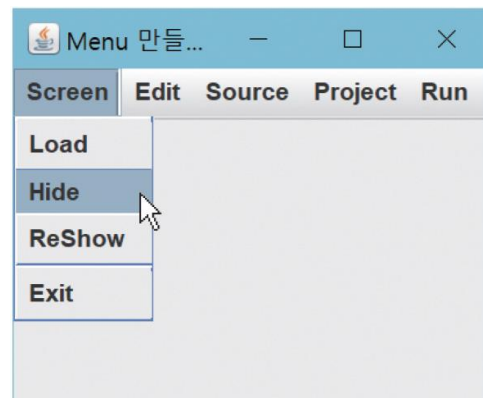 Menu 만들...
Screen Edit Source Project Run
Load
Hide
ReShow
Exit